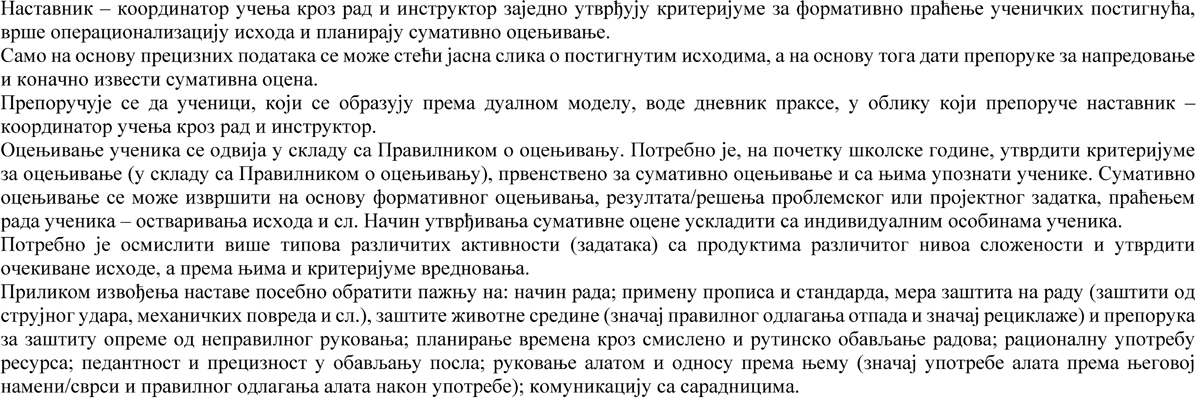 Наставник – координатор учења кроз рад и инструктор заједно утврђују критеријуме за формативно праћење ученичких постигнућа,
врше операционализацију исхода и планирају сумативно оцењивање.
Само на основу прецизних података се може стећи јасна слика о постигнутим исходима, а на основу тога дати препоруке за напредовање
и коначно извести сумативна оцена.
Препоручује се да ученици, који се образују према дуалном моделу, воде дневник праксе, у облику који препоруче наставник –
координатор учења кроз рад и инструктор.
Оцењивање ученика се одвија у складу са Правилником о оцењивању. Потребно је, на почетку школске године, утврдити критеријуме
за оцењивање (у складу са Правилником о оцењивању), првенствено за сумативно оцењивање и са њима упознати ученике. Сумативно
оцењивање се може извршити на основу формативног оцењивања, резултата/решења проблемског или пројектног задатка, праћењем
рада ученика – остваривања исхода и сл. Начин утврђивања сумативне оцене ускладити са индивидуалним особинама ученика.
Потребно је осмислити више типова различитих активности (задатака) са продуктима различитог нивоа сложености и утврдити
очекиване исходе, а према њима и критеријуме вредновања.
Приликом извођења наставе посебно обратити пажњу на: начин рада; примену прописа и стандарда, мера заштита на раду (заштити од
струјног удара, механичких повреда и сл.), заштите животне средине (значај правилног одлагања отпада и значај рециклаже) и препорука
за заштиту опреме од неправилног руковања; планирање времена кроз смислено и рутинско обављање радова; рационалну употребу
ресурса; педантност и прецизност у обављању посла; руковање алатом и односу према њему (значај употребе алата према његовој
намени/сврси и правилног одлагања алата након употребе); комуникацију са сарадницима.